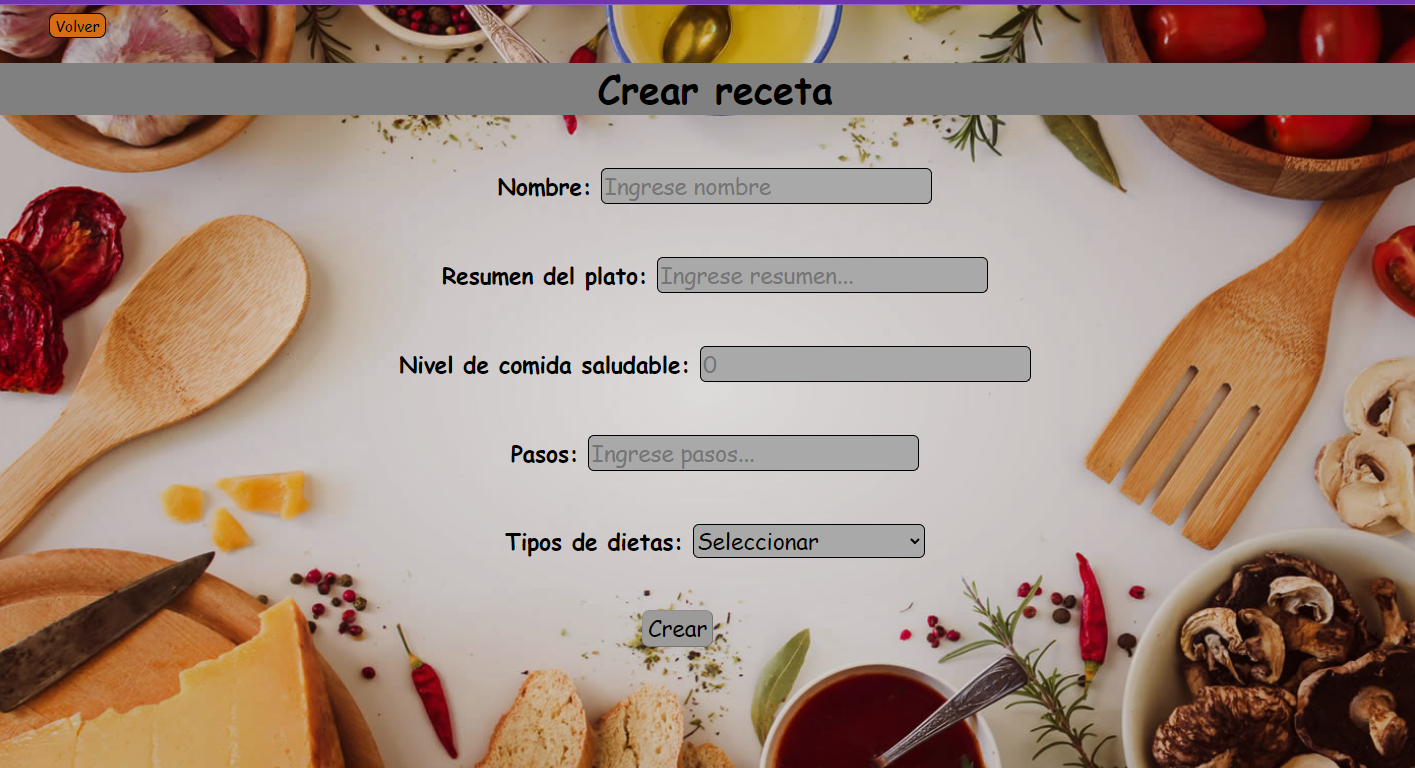 Volver
Crear receta
Nombre: Ingrese nombre
Resumen del plato: Ingrese resumen...
Nivel de comida saludable: 0
Pasos: Ingrese pasos...
Tipos de dietas: Seleccionar
Crear